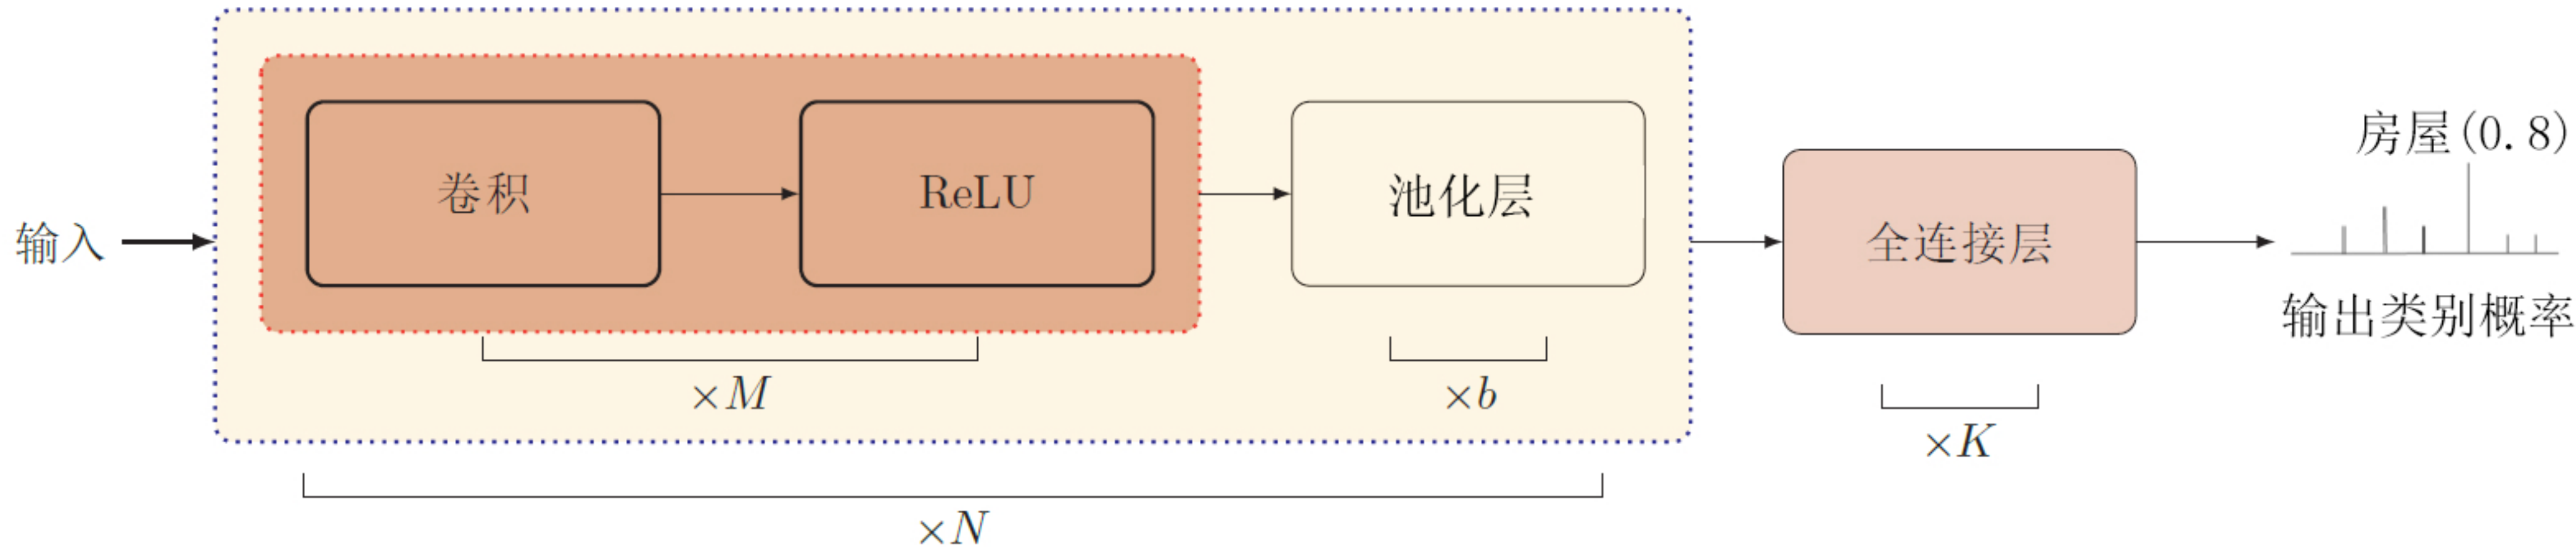 输入
卷积
ReLU
×M
池化层
×b
×N
全连接层
×K
房屋(0.8)
输出类别概率